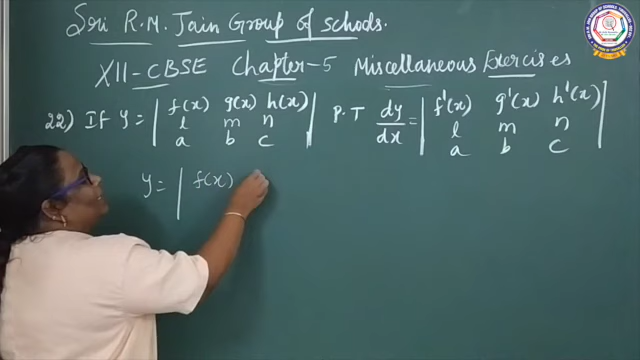 Sri R.M. Jain Group of schools.
XII-CBSE Chapter-5 Miscellaneous Exercises
22) If y = | f(x) g(x) h(x) | P.T dy/dx = | f'(x) g'(x) h'(x) |
l m n l m n
a b c a b c
y = | f(x)